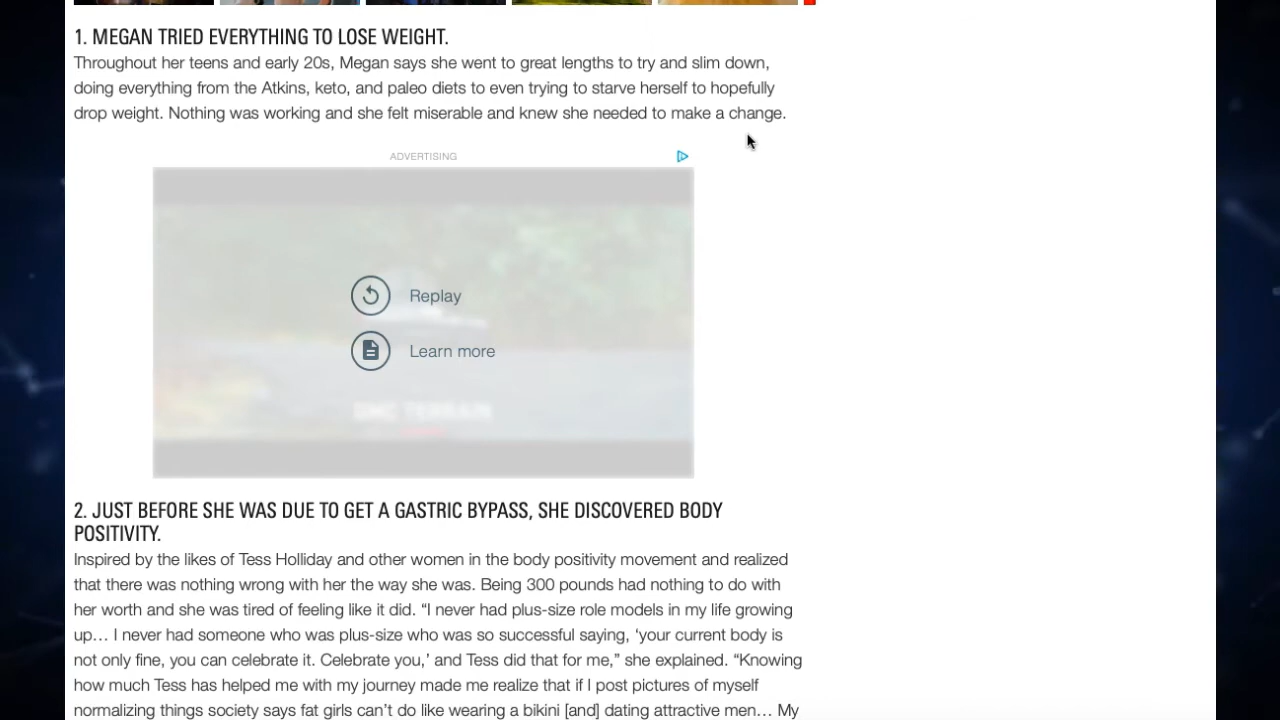 1. MEGAN TRIED EVERYTHING TO LOSE WEIGHT.
Throughout her teens and early 20s, Megan says she went to great lengths to try and slim down,
doing everything from the Atkins, keto, and paleo diets to even trying to starve herself to hopefully
drop weight. Nothing was working and she felt miserable and knew she needed to make a change.
ADVERTISING
Replay
Learn more
GMC TERRAIN
2. JUST BEFORE SHE WAS DUE TO GET A GASTRIC BYPASS, SHE DISCOVERED BODY
POSITIVITY.
Inspired by the likes of Tess Holliday and other women in the body positivity movement and realized
that there was nothing wrong with her the way she was. Being 300 pounds had nothing to do with
her worth and she was tired of feeling like it did. “I never had plus-size role models in my life growing
up… I never had someone who was plus-size who was so successful saying, ‘your current body is
not only fine, you can celebrate it. Celebrate you,’ and Tess did that for me,” she explained. “Knowing
how much Tess has helped me with my journey made me realize that if I post pictures of myself
normalizing things society says fat girls can’t do like wearing a bikini [and] dating attractive men… My